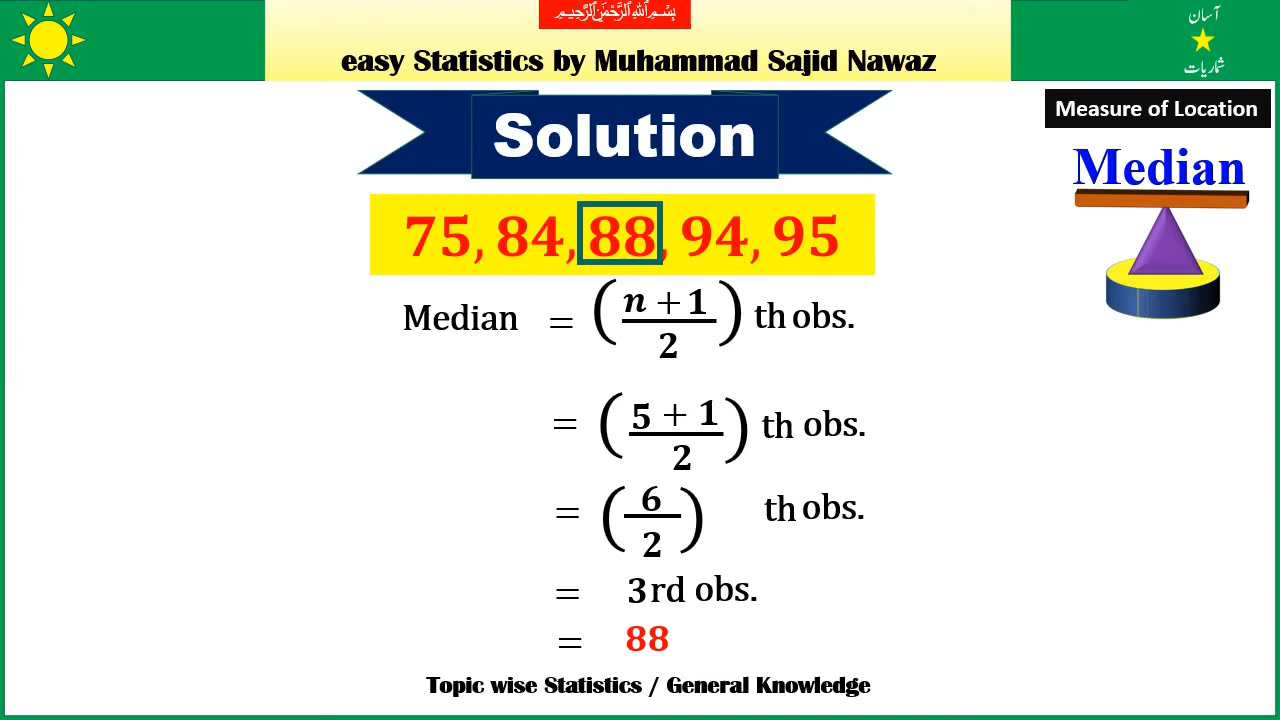 بِسْمِ اللهِ الرَّحْمٰنِ الرَّحِيْمِ
easy Statistics by Muhammad Sajid Nawaz
آسان
شماریات
Measure of Location
Median
Solution
75, 84, 88, 94, 95
Median = ( n + 1 / 2 ) th obs.
= ( 5 + 1 / 2 ) th obs.
= ( 6 / 2 ) th obs.
= 3rd obs.
= 88
Topic wise Statistics / General Knowledge